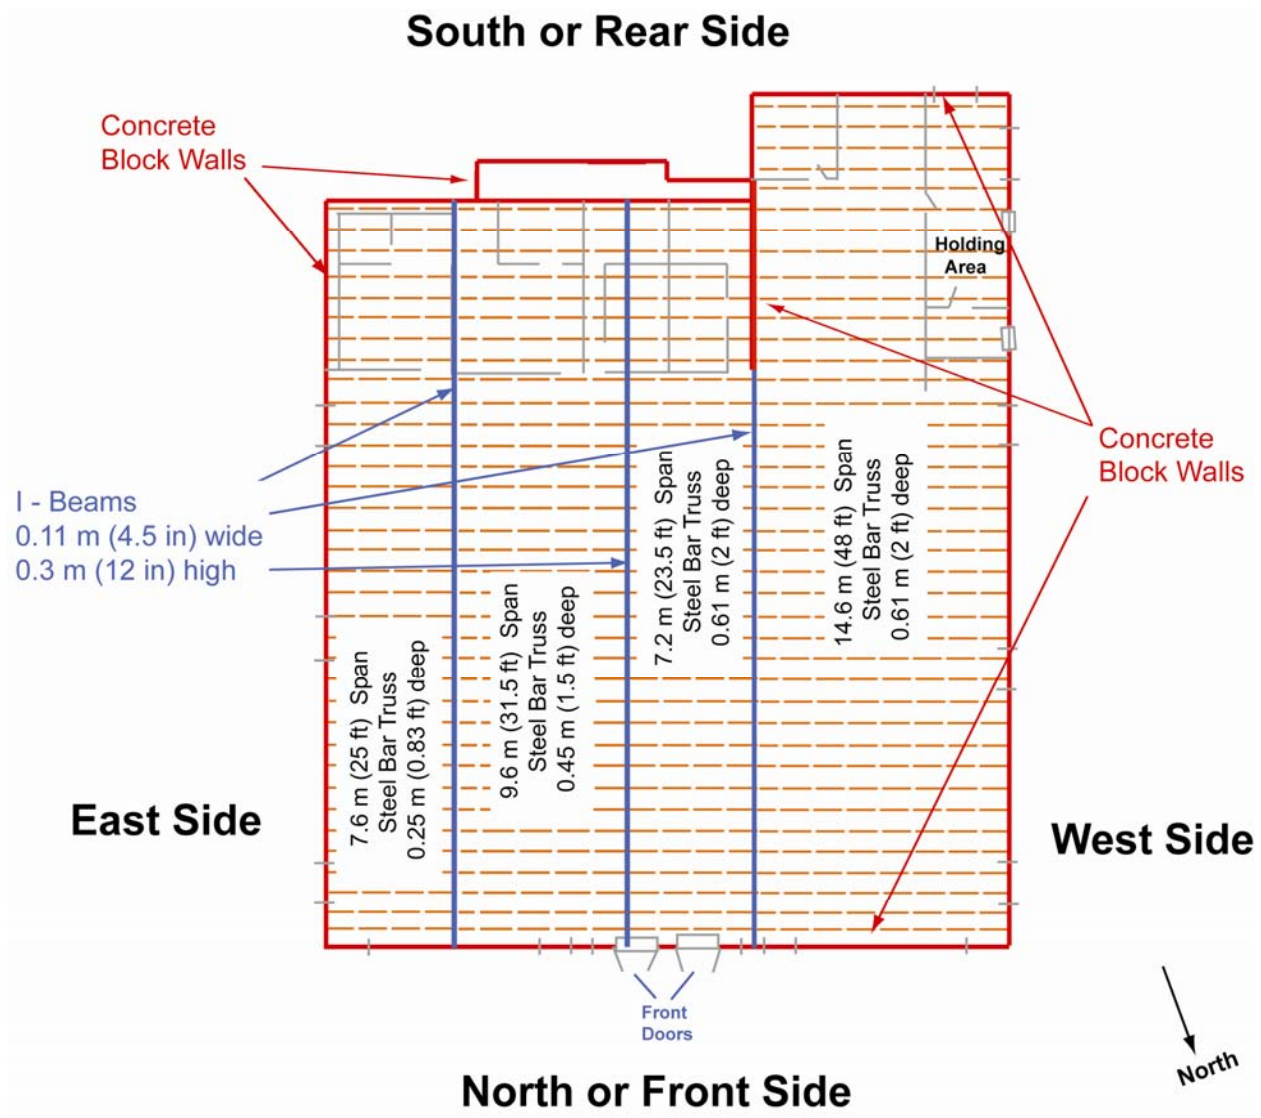 South or Rear Side
Concrete
Block Walls
Holding
Area
Concrete
Block Walls
I - Beams
0.11 m (4.5 in) wide
0.3 m (12 in) high
7.6 m (25 ft)  Span
Steel Bar Truss
0.25 m (0.83 ft) deep
9.6 m (31.5 ft)  Span
Steel Bar Truss
0.45 m (1.5 ft) deep
7.2 m (23.5 ft)  Span
Steel Bar Truss
0.61 m (2 ft) deep
14.6 m (48 ft)  Span
Steel Bar Truss
0.61 m (2 ft) deep
East Side
West Side
Front
Doors
North
North or Front Side